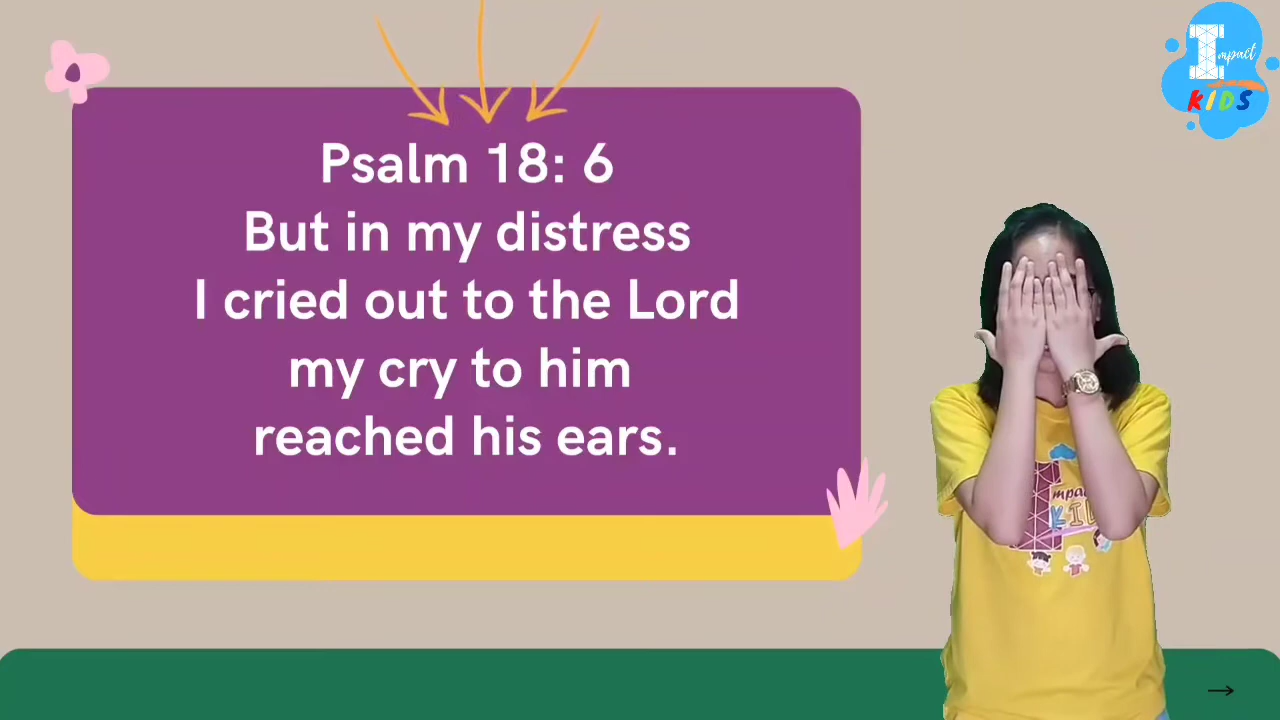 Psalm 18: 6
But in my distress
I cried out to the Lord
my cry to him
reached his ears.
Impact
KIDS